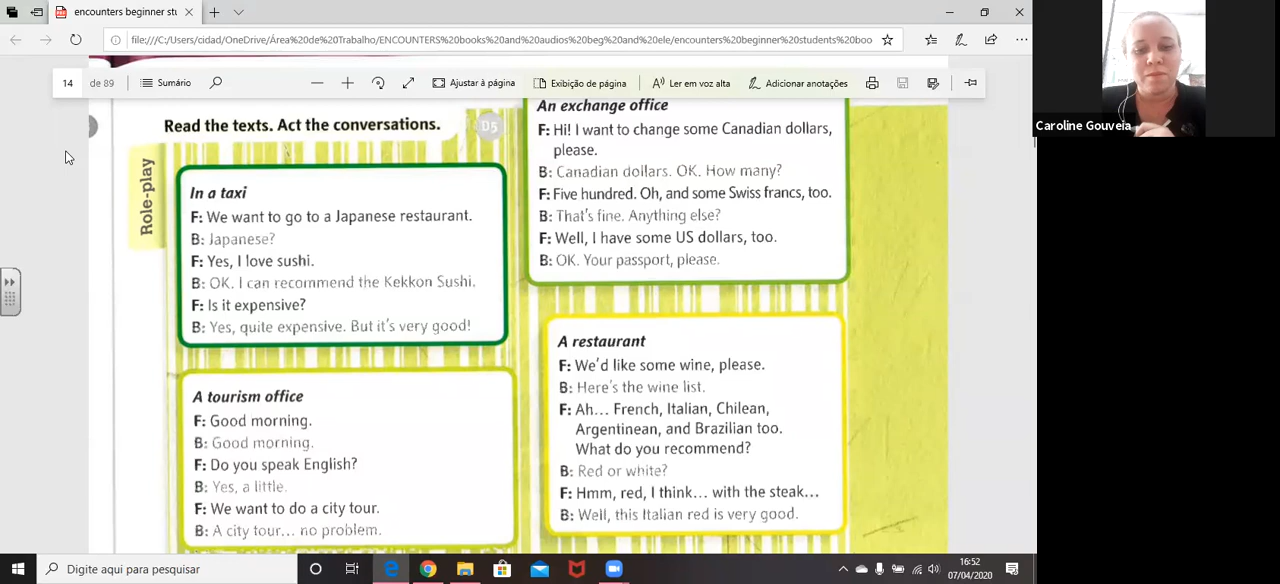 encounters beginner stu
file:///C:/Users/cidad/OneDrive/Área%20de%20Trabalho/ENCOUNTERS%20books%20and%20audios%20beg%20and%20ele/encounters%20beginner%20students%20boo
14 de 89 Sumário Ajustar à página Exibição de página Ler em voz alta Adicionar anotações
Caroline Gouveia
Read the texts. Act the conversations. D5
Role-play
In a taxi
F: We want to go to a Japanese restaurant.
B: Japanese?
F: Yes, I love sushi.
B: OK. I can recommend the Kekkon Sushi.
F: Is it expensive?
B: Yes, quite expensive. But it's very good!
A tourism office
F: Good morning.
B: Good morning.
F: Do you speak English?
B: Yes, a little.
F: We want to do a city tour.
B: A city tour... no problem.
An exchange office
F: Hi! I want to change some Canadian dollars,
please.
B: Canadian dollars. OK. How many?
F: Five hundred. Oh, and some Swiss francs, too.
B: That's fine. Anything else?
F: Well, I have some US dollars, too.
B: OK. Your passport, please.
A restaurant
F: We'd like some wine, please.
B: Here's the wine list.
F: Ah... French, Italian, Chilean,
Argentinean, and Brazilian too.
What do you recommend?
B: Red or white?
F: Hmm, red, I think... with the steak...
B: Well, this Italian red is very good.
Digite aqui para pesquisar
16:52
07/04/2020